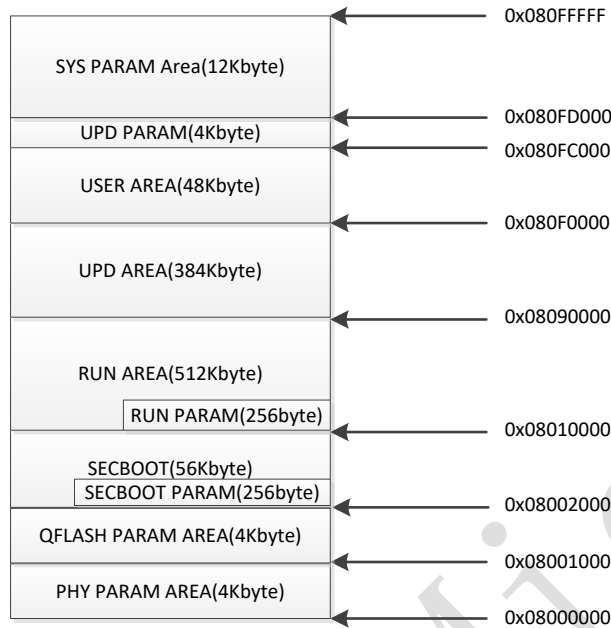 0x080FFFFF
SYS PARAM Area(12Kbyte)
0x080FD000
UPD PARAM(4Kbyte)
0x080FC000
USER AREA(48Kbyte)
0x080F0000
UPD AREA(384Kbyte)
0x08090000
RUN AREA(512Kbyte)
RUN PARAM(256byte)
0x08010000
SECBOOT(56Kbyte)
SECBOOT PARAM(256byte)
0x08002000
QFLASH PARAM AREA(4Kbyte)
0x08001000
PHY PARAM AREA(4Kbyte)
0x08000000